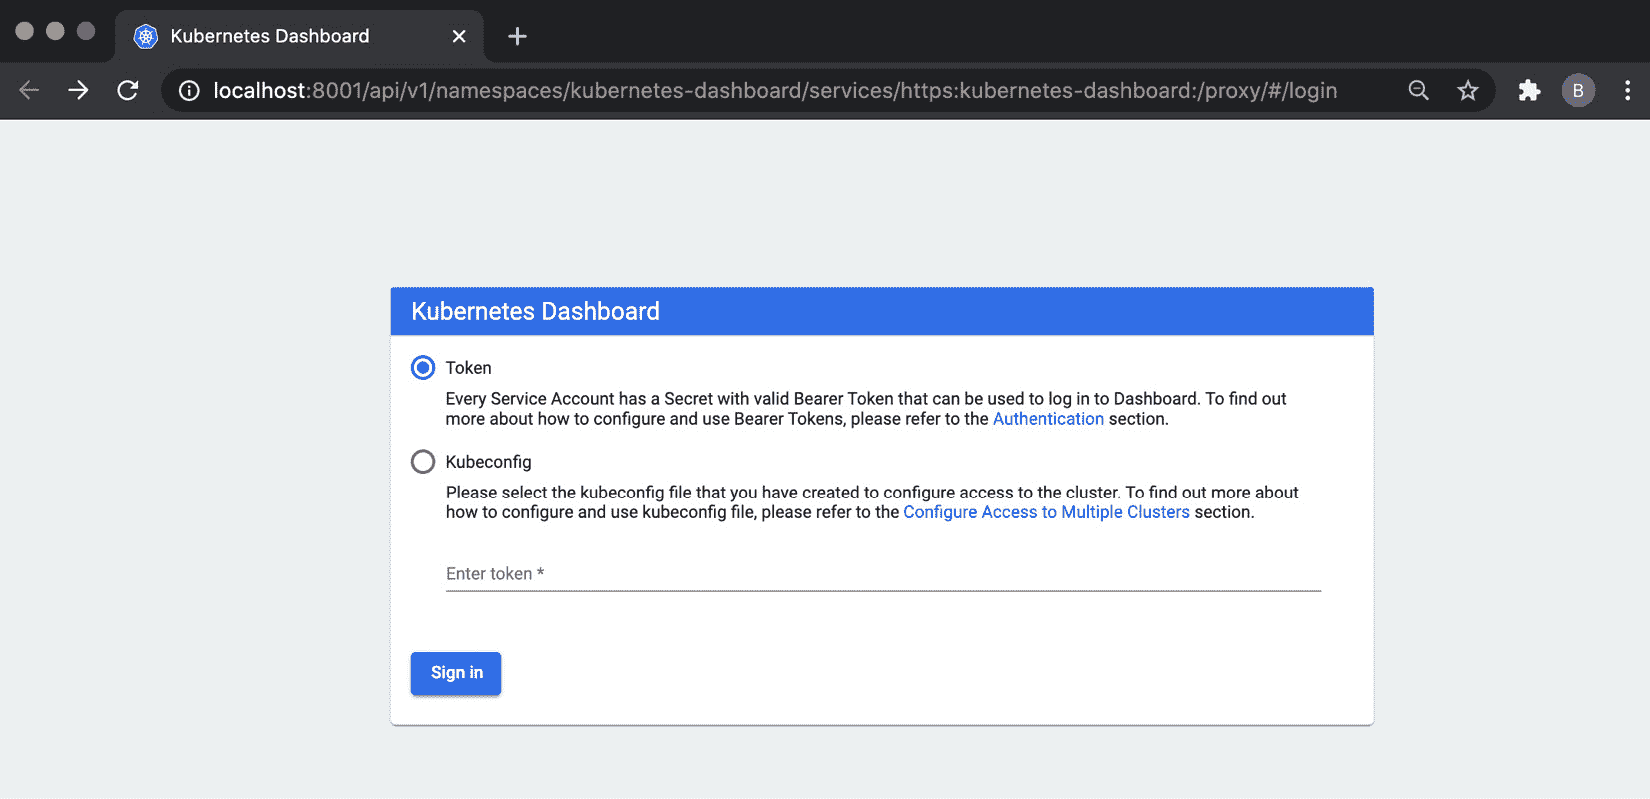 Kubernetes Dashboard
localhost:8001/api/v1/namespaces/kubernetes-dashboard/services/https:kubernetes-dashboard:/proxy/#/login
B
Kubernetes Dashboard
Token
Every Service Account has a Secret with valid Bearer Token that can be used to log in to Dashboard. To find out
more about how to configure and use Bearer Tokens, please refer to the Authentication section.
Kubeconfig
Please select the kubeconfig file that you have created to configure access to the cluster. To find out more about
how to configure and use kubeconfig file, please refer to the Configure Access to Multiple Clusters section.
Enter token *
Sign in